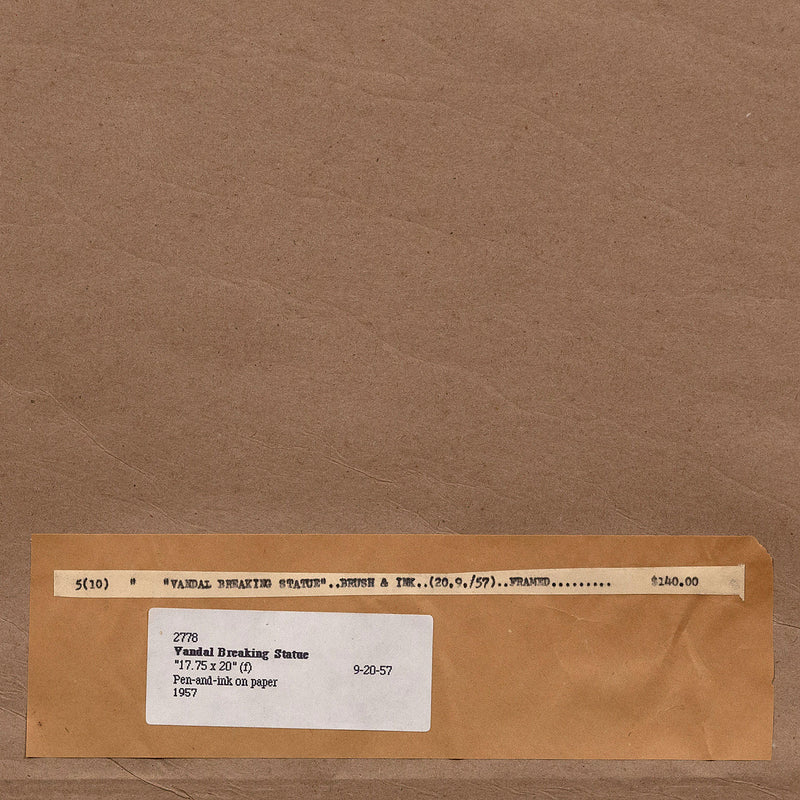 5(10) " "VANDAL BREAKING STATUE"..BRUSH & INK..(20.9./57)..FRAMED......... $140.00
2778
Vandal Breaking Statue
"17.75 x 20" (f) 9-20-57
Pen-and-ink on paper
1957